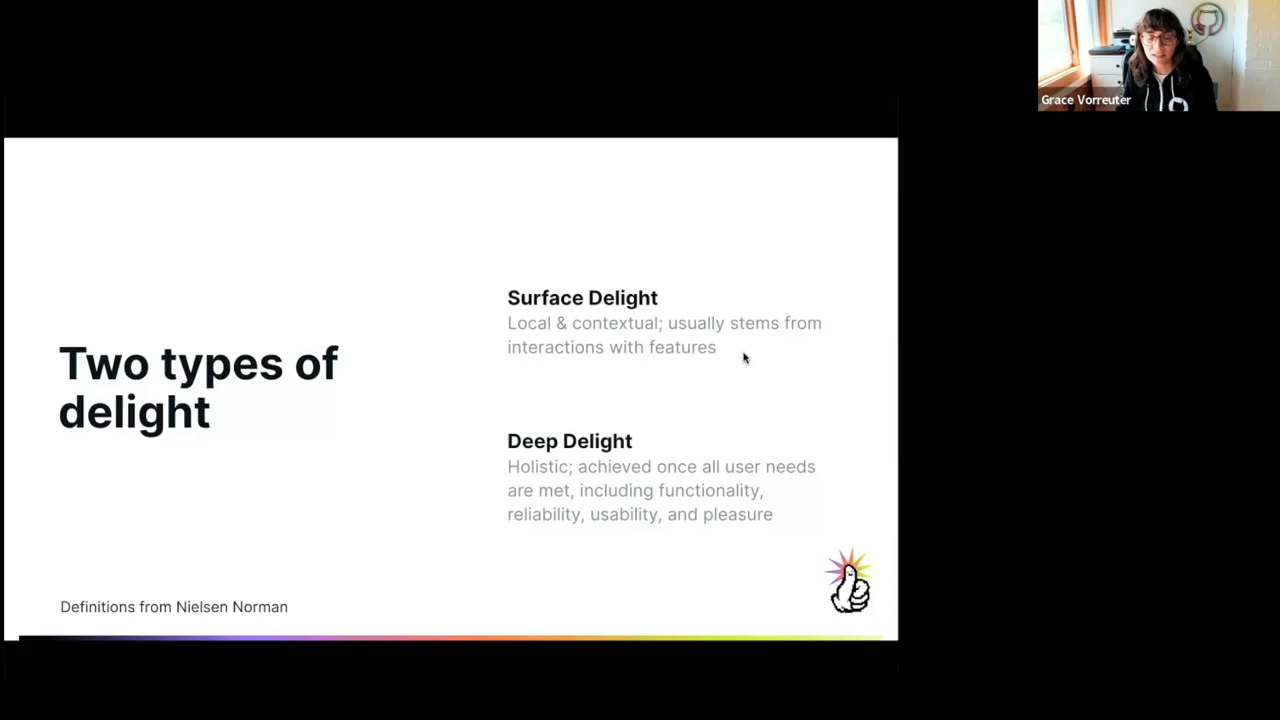 Grace Vorreuter
Two types of
delight
Surface Delight
Local & contextual; usually stems from
interactions with features
Deep Delight
Holistic; achieved once all user needs
are met, including functionality,
reliability, usability, and pleasure
Definitions from Nielsen Norman